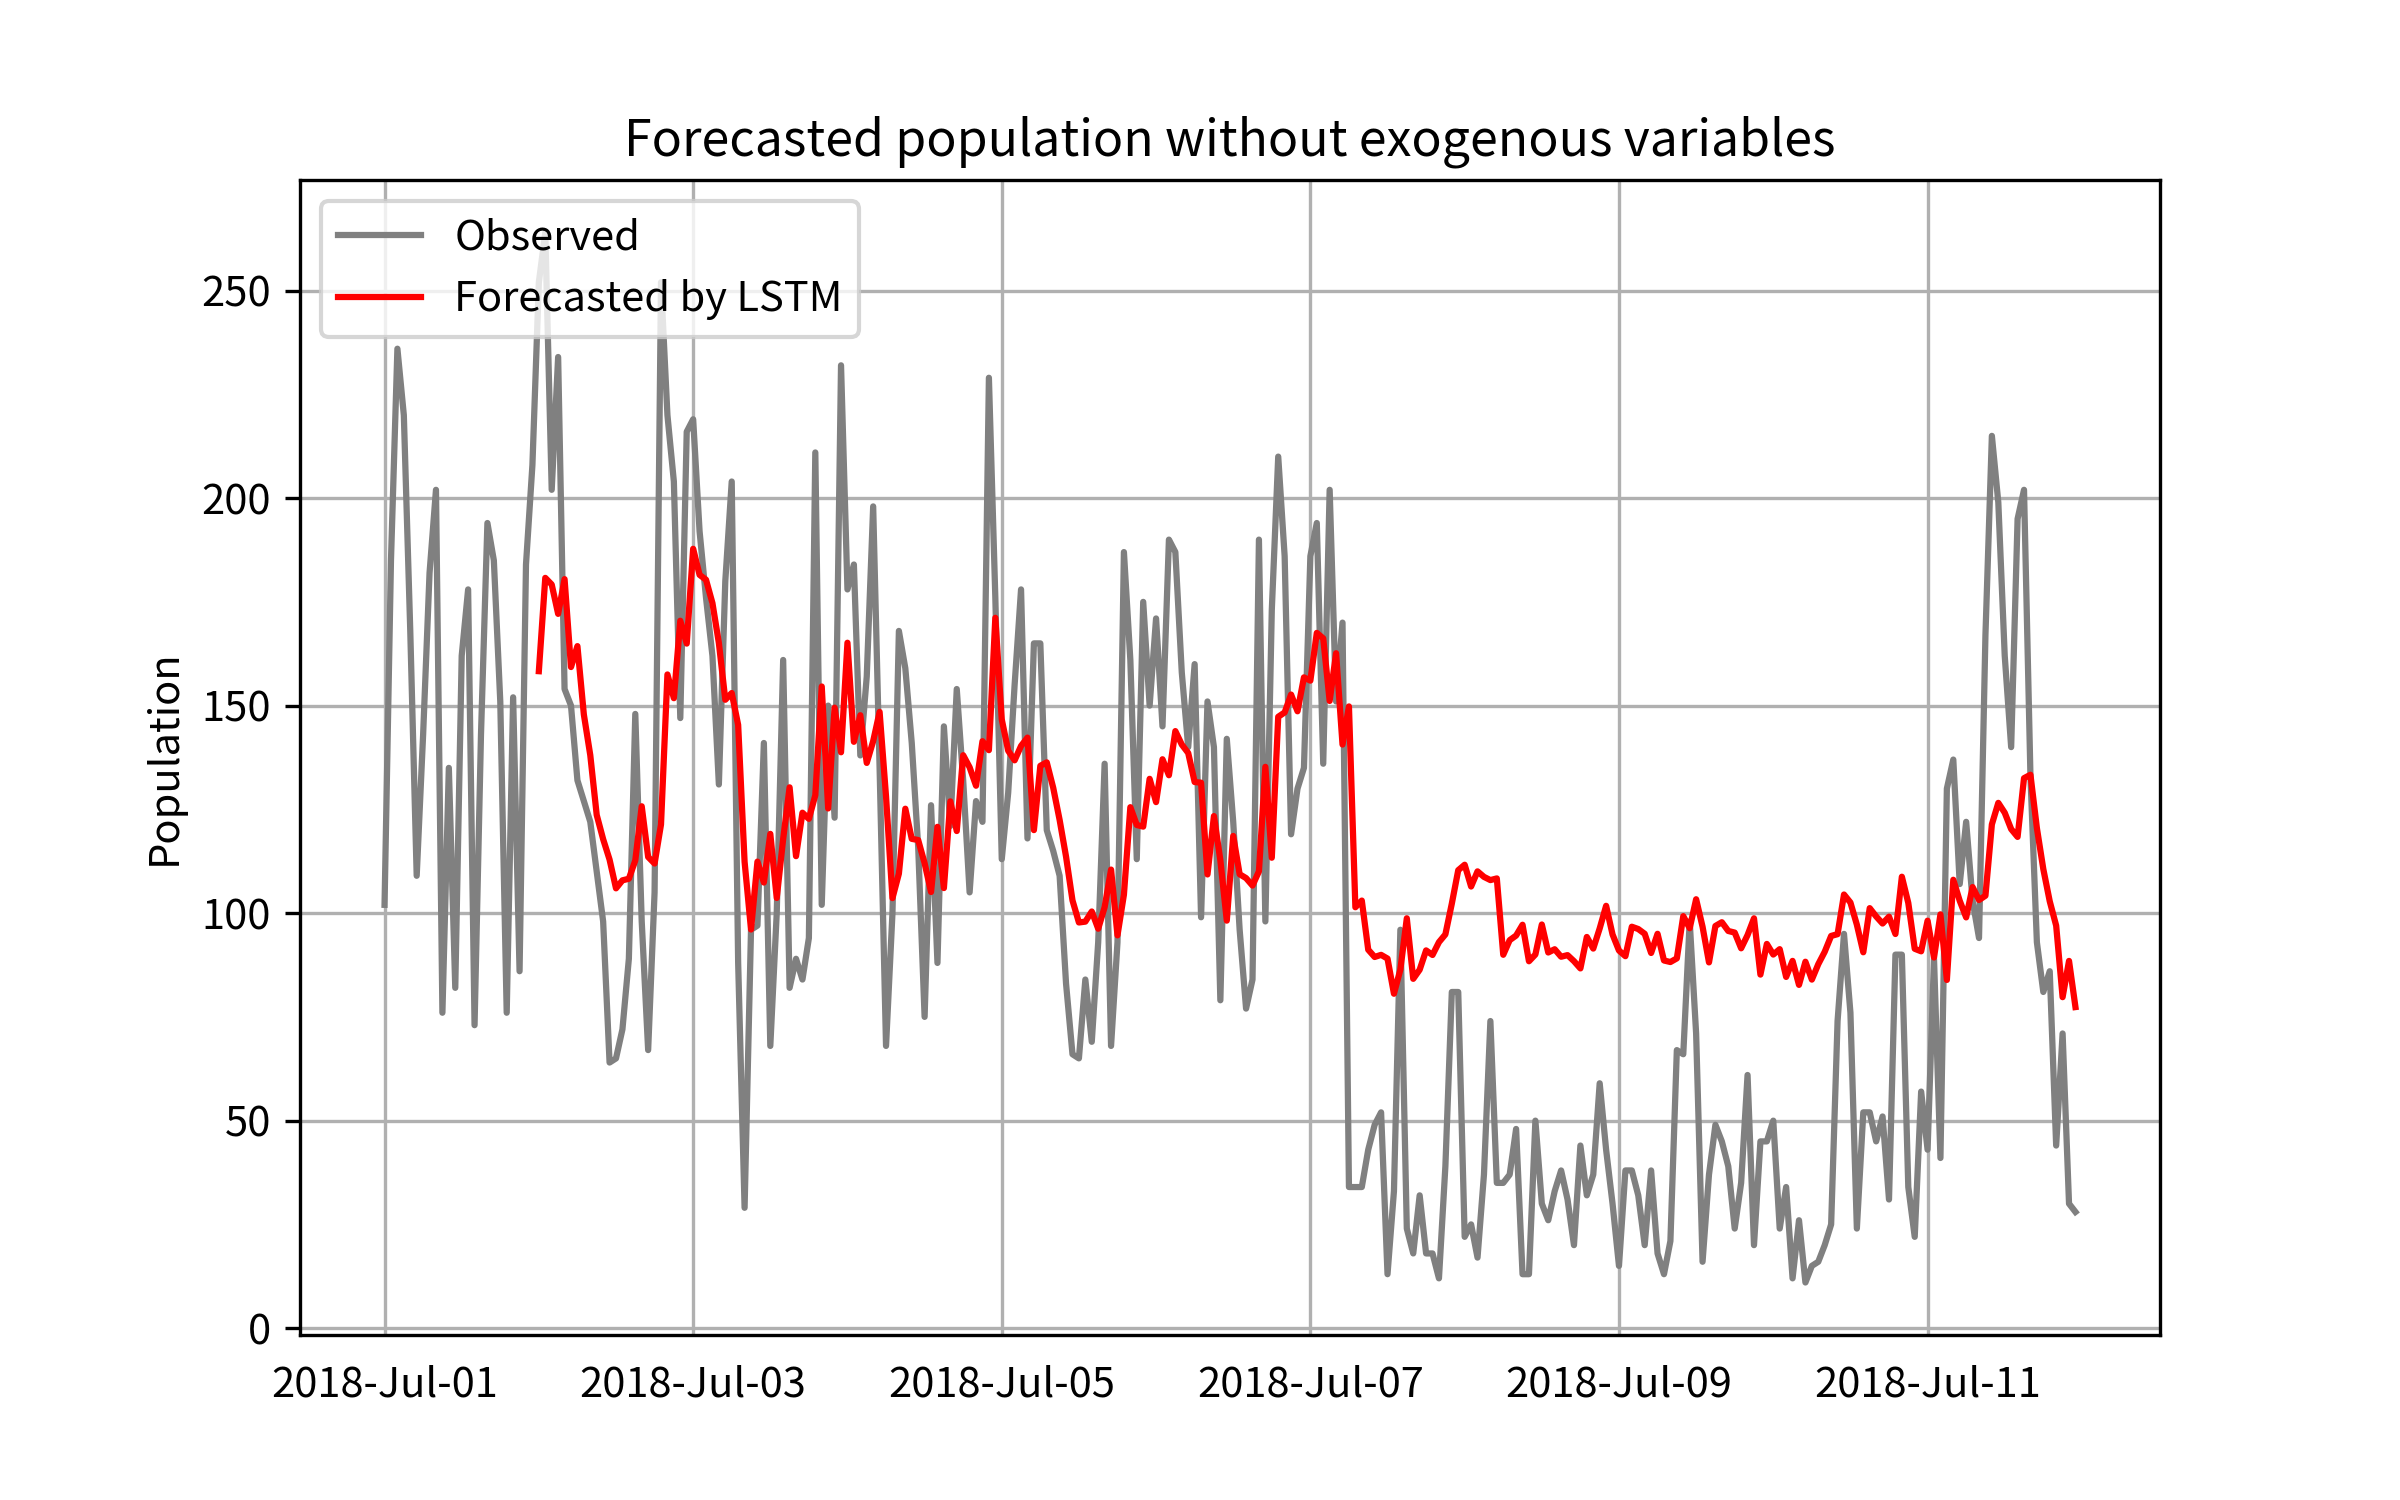 Forecasted population without exogenous variables
Observed
Forecasted by LSTM
Population
250
200
150
100
50
0
2018-Jul-01 2018-Jul-03 2018-Jul-05 2018-Jul-07 2018-Jul-09 2018-Jul-11